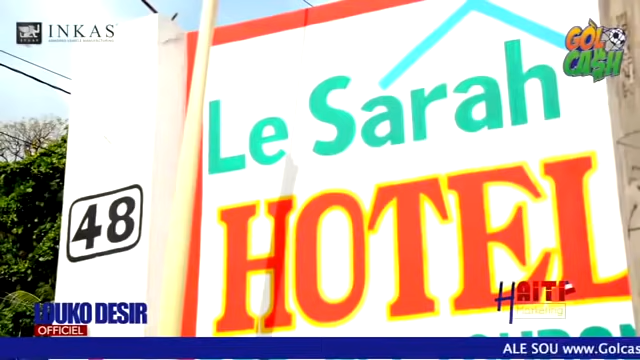 INKAS
GOL
CASH
Le Sarah
HOTEL
48
LOUKO DESIR
OFFICIEL
HAITI
ALE SOU www.Golcas